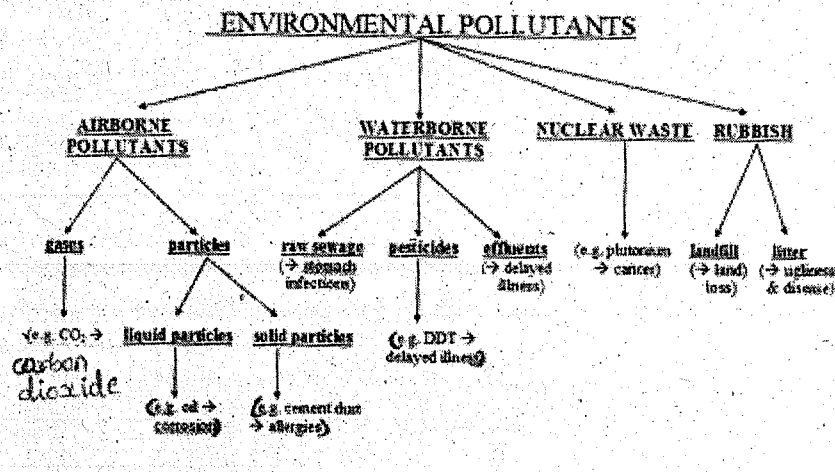 ENVIRONMENTAL POLLUTANTS
AIRBORNE
POLLUTANTS
WATERBORNE
POLLUTANTS
NUCLEAR WASTE
RUBBISH
gases
particles
raw sewage
(→ stomach
infections)
pesticides
effluents
(→ delayed
illness)
(e.g. plutonium
→ cancer)
landfill
(→ land)
loss)
litter
(→ ugliness
& disease)
(e.g. CO₂ →
carbon
dioxide
liquid particles
solid particles
(e.g. DDT →
delayed illness)
(e.g. oil →
corrosion)
(e.g. cement dust
→ allergies)